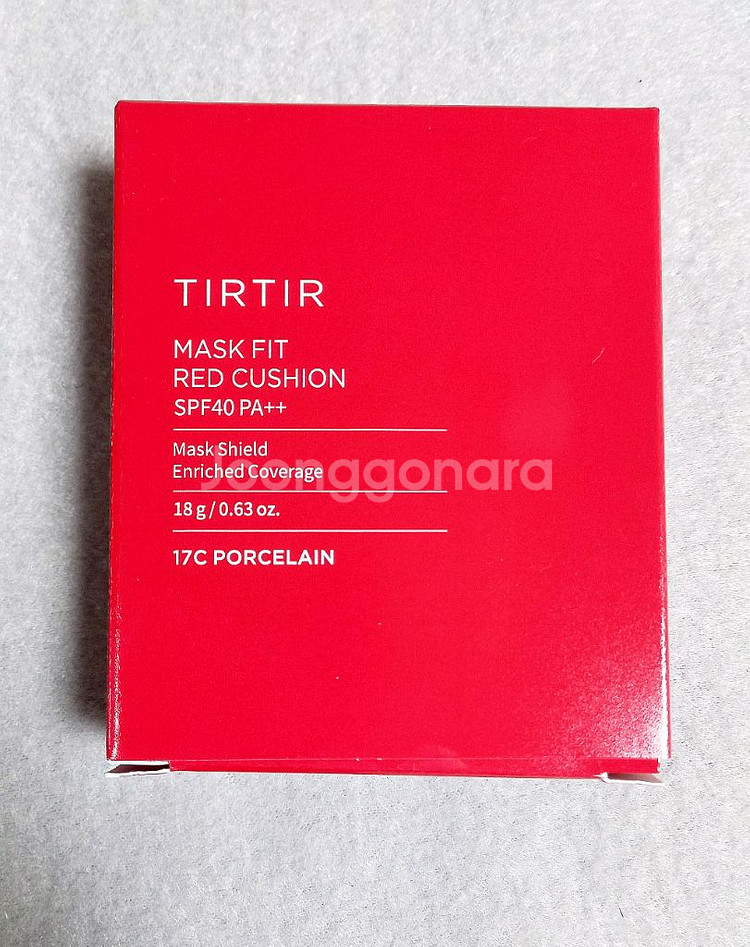 TIRTIR
MASK FIT
RED CUSHION
SPF40 PA++
Mask Shield
Enriched Coverage
Joonggonara
18 g / 0.63 oz.
17C PORCELAIN